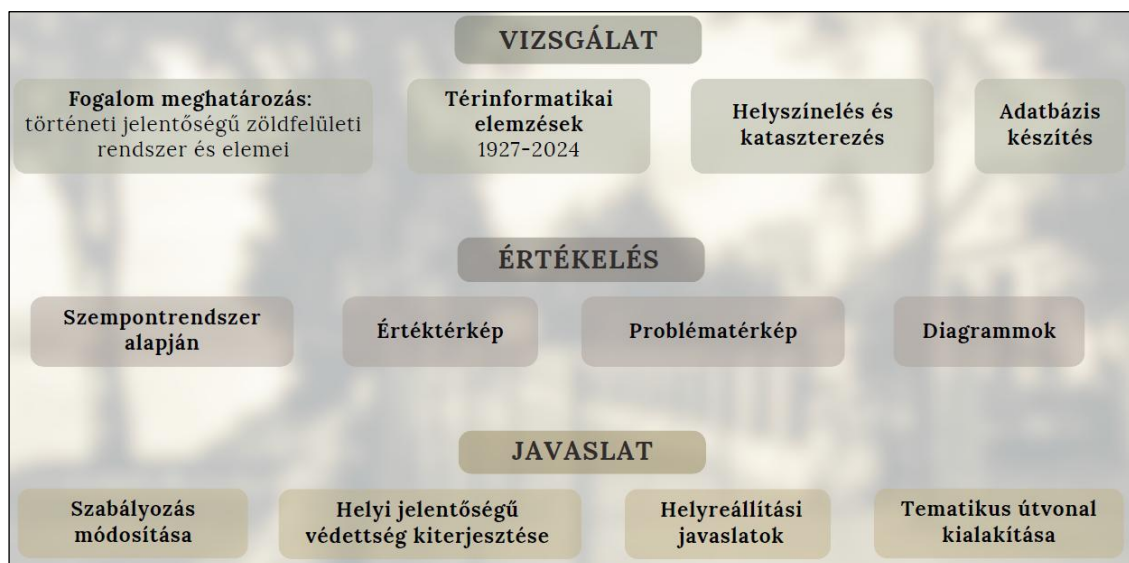 VIZSGÁLAT
Fogalom meghatározás:
történeti jelentőségű zöldfelületi
rendszer és elemei
Térinformatikai
elemzések
1927-2024
Helyszínelés és
kataszterezés
Adatbázis
készítés
ÉRTÉKELÉS
Szempontrendszer
alapján
Értéktérkép
Problématérkép
Diagrammok
JAVASLAT
Szabályozás
módosítása
Helyi jelentőségű
védettség kiterjesztése
Helyreállítási
javaslatok
Tematikus útvonal
kialakítása